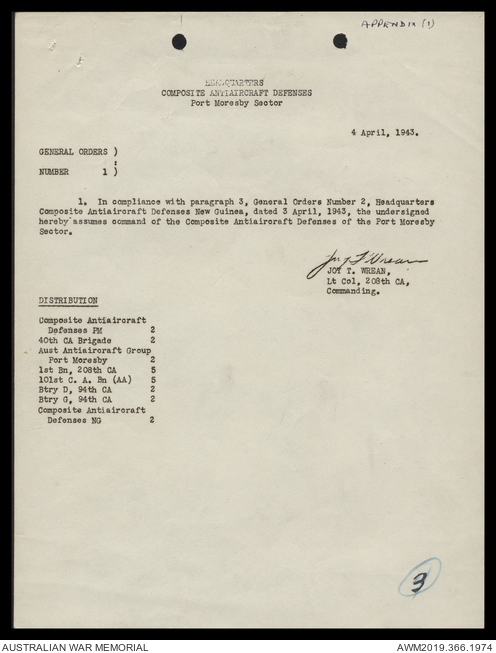 APPENDIX (1)
HEADQUARTERS
COMPOSITE ANTIAIRCRAFT DEFENSES
Port Moresby Sector
4 April, 1943.
GENERAL ORDERS )
:
NUMBER 1 )
1. In compliance with paragraph 3, General Orders Number 2, Headquarters
Composite Antiaircraft Defenses New Guinea, dated 3 April, 1943, the undersigned
hereby assumes command of the Composite Antiaircraft Defenses of the Port Moresby
Sector.
Joy T Wrean
JOY T. WREAN,
Lt Col, 208th CA,
Commanding.
DISTRIBUTION
Composite Antiaircraft
Defenses PM 2
40th CA Brigade 2
Aust Antiaircraft Group
Port Moresby 2
1st Bn, 208th CA 5
101st C. A. Bn (AA) 5
Btry D, 94th CA 2
Btry G, 94th CA 2
Composite Antiaircraft
Defenses NG 2
3
AUSTRALIAN WAR MEMORIAL AWM2019.366.1974